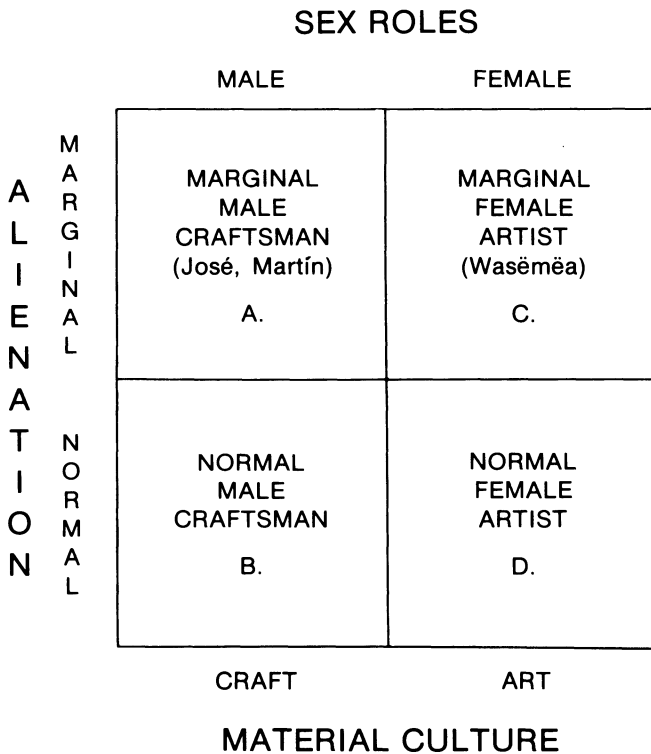 SEX ROLES
MALE FEMALE
ALIENATION
MARGINAL
NORMAL
MARGINAL
MALE
CRAFTSMAN
(José, Martín)
A.
MARGINAL
FEMALE
ARTIST
(Wasëmëa)
C.
NORMAL
MALE
CRAFTSMAN
B.
NORMAL
FEMALE
ARTIST
D.
CRAFT ART
MATERIAL CULTURE